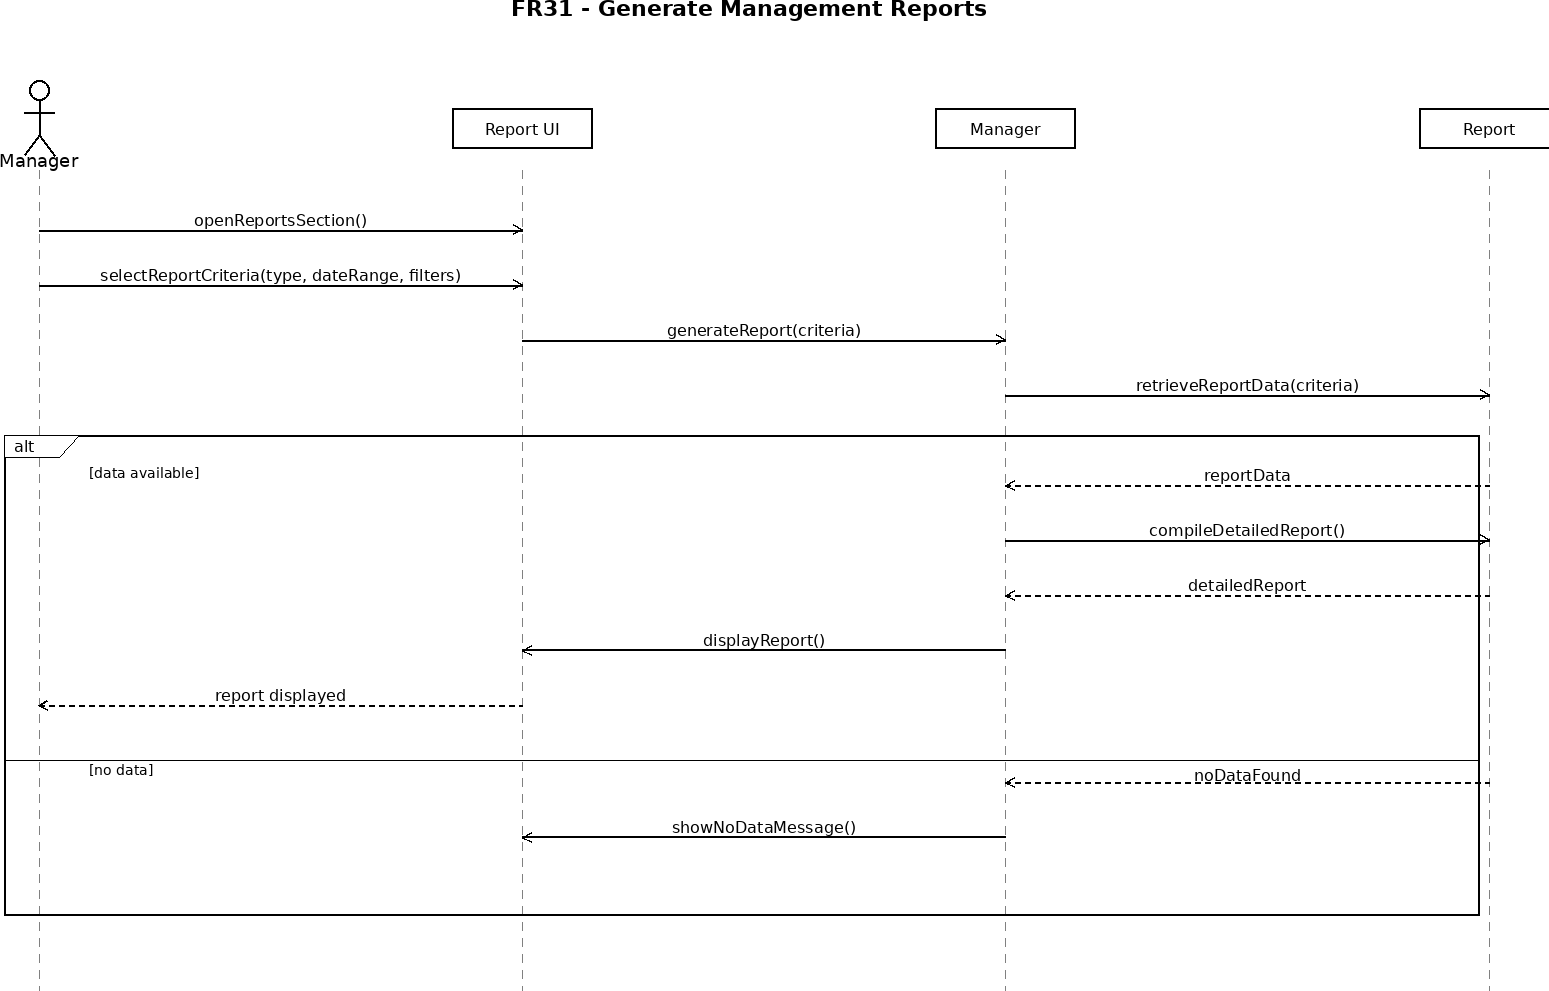 FR31 - Generate Management Reports
Manager
Report UI
Manager
Report
openReportsSection()
selectReportCriteria(type, dateRange, filters)
generateReport(criteria)
retrieveReportData(criteria)
alt
[data available]
reportData
compileDetailedReport()
detailedReport
displayReport()
report displayed
[no data]
noDataFound
showNoDataMessage()